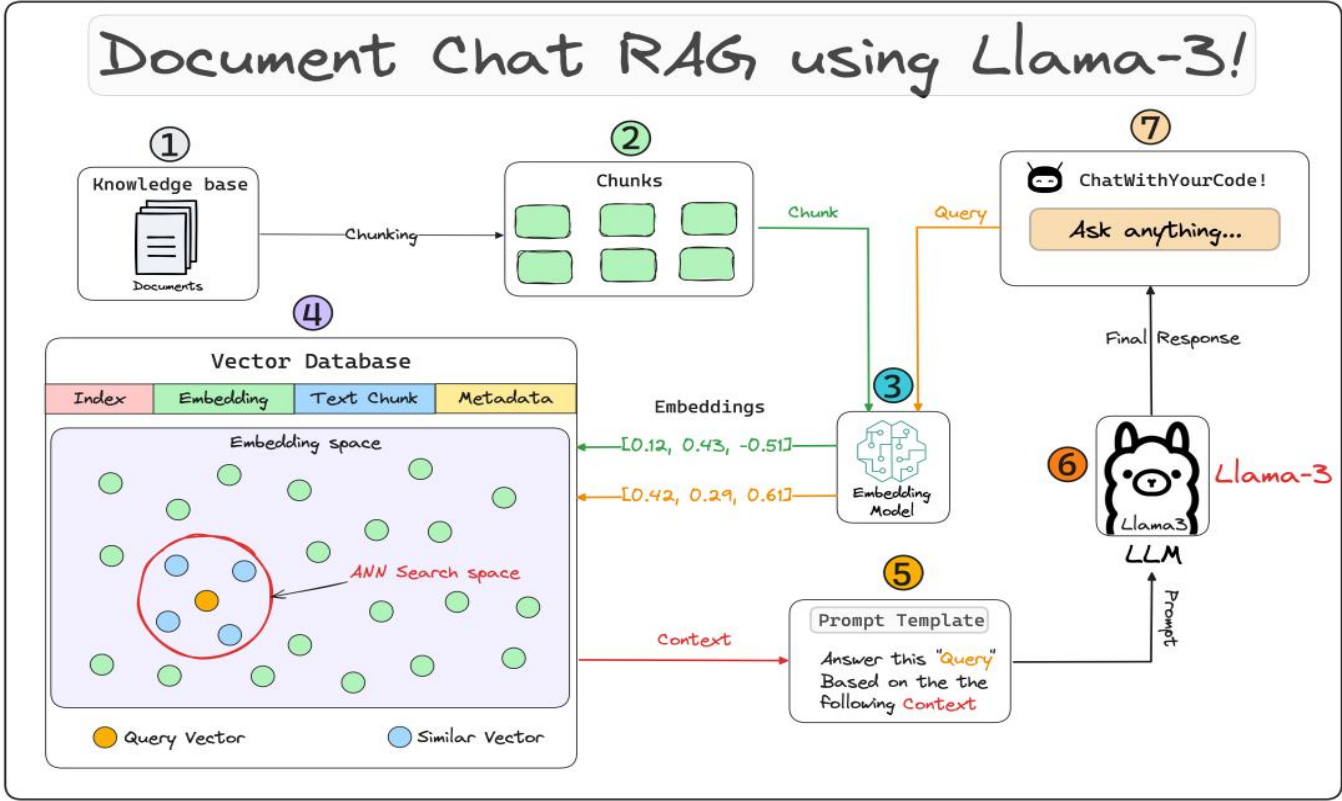 Document Chat RAG using Llama-3!
1
Knowledge base
Documents
Chunking
2
Chunks
Chunk
Query
7
ChatWithYourCode!
Ask anything...
Final Response
4
Vector Database
Index
Embedding
Text Chunk
Metadata
Embedding space
ANN Search space
Query Vector
Similar Vector
Embeddings
[0.12, 0.43, -0.51]
[0.42, 0.29, 0.61]
3
Embedding
Model
Context
5
Prompt Template
Answer this "Query"
Based on the the
following Context
Prompt
6
Llama3
LLM
Llama-3